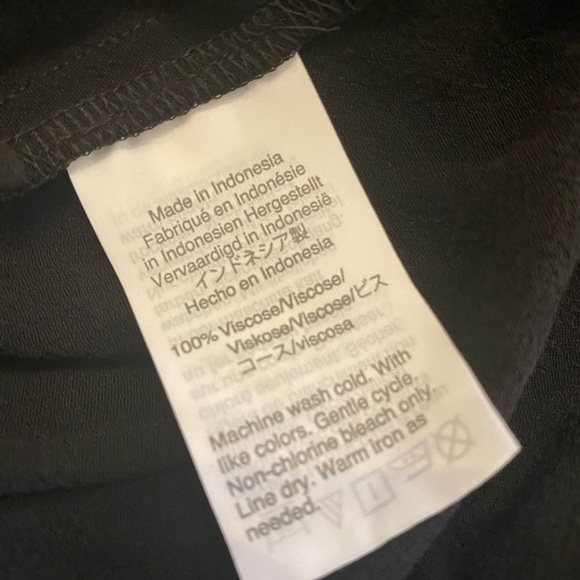 Made in Indonesia
Fabriqué en Indonésie
in Indonesien Hergestellt
Vervaardigd in Indonesië
インドネシア製
Hecho en Indonesia
100% Viscose/Viscose/
Viskose/Viscose/ビス
コース/viscosa
Machine wash cold. With
like colors. Gentle cycle.
Non-chlorine bleach only.
Line dry. Warm iron as
needed.